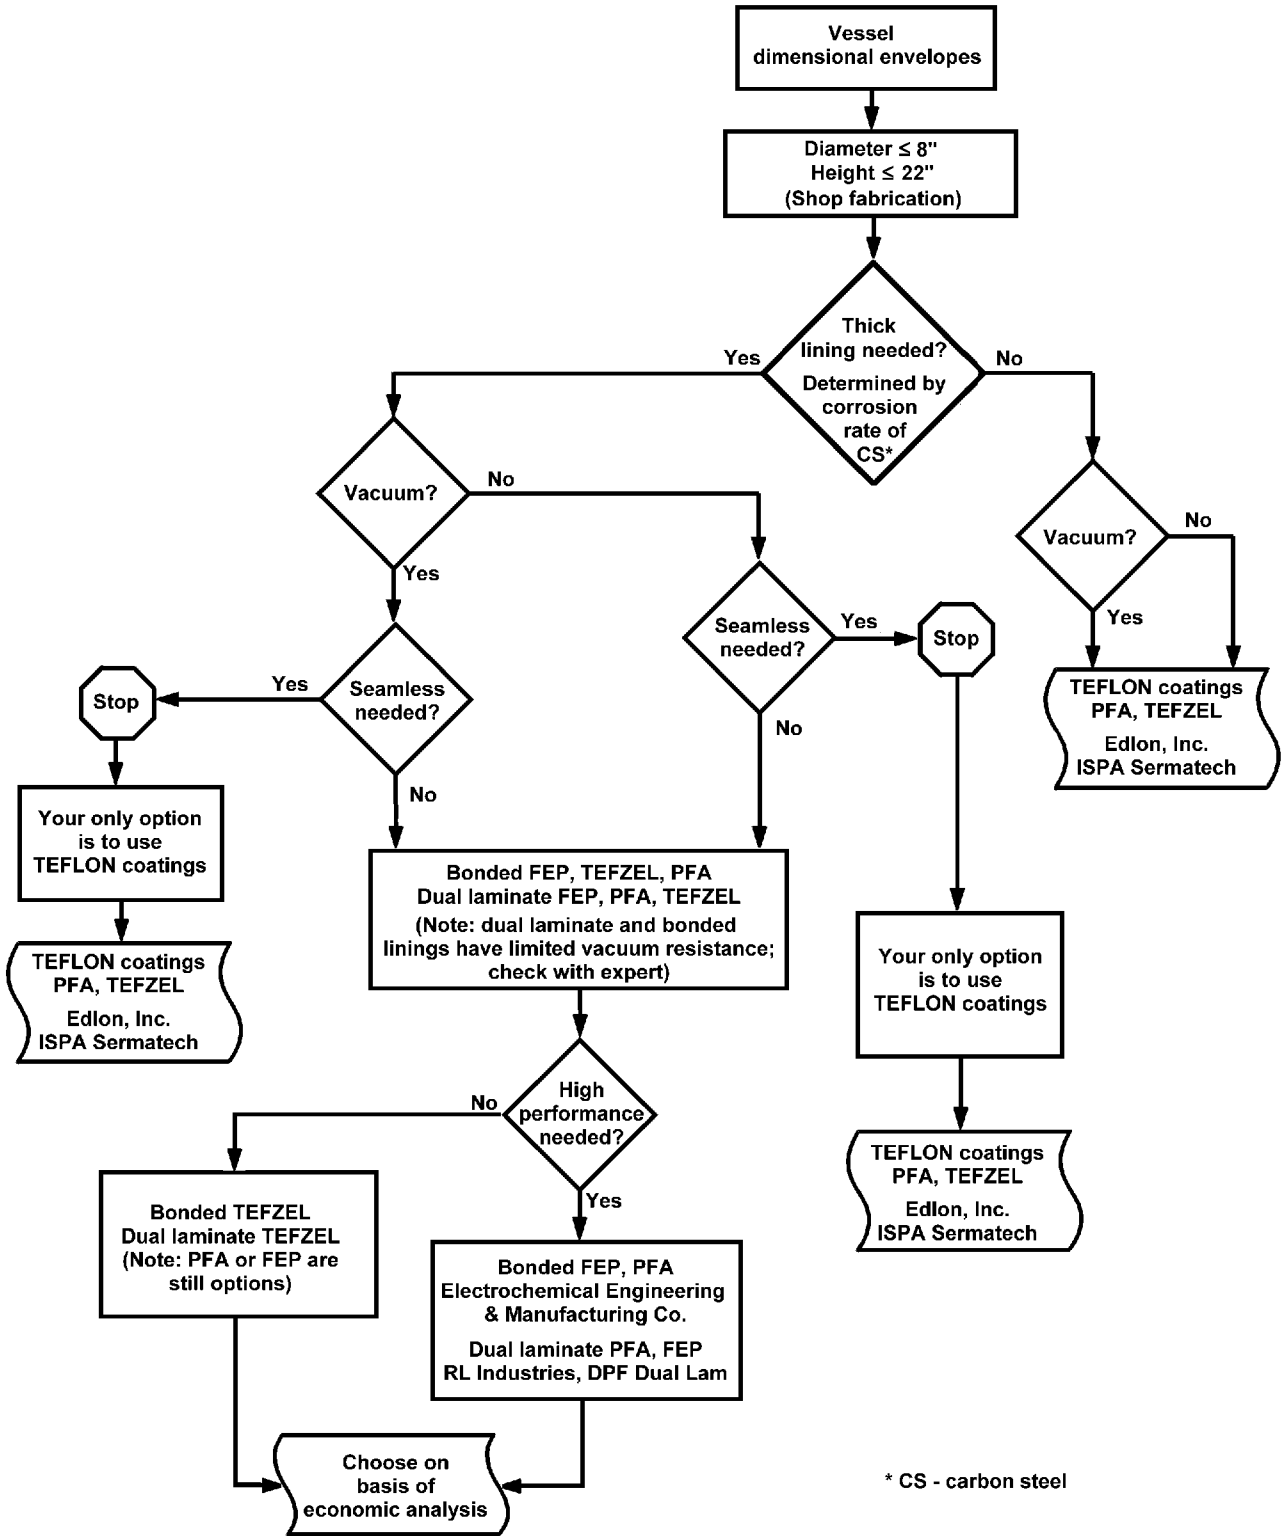 Vessel
dimensional envelopes
Diameter ≤ 8"
Height ≤ 22"
(Shop fabrication)
Thick
lining needed?
Determined by
corrosion
rate of
CS*
Yes
No
Vacuum?
No
Yes
Vacuum?
No
Yes
Seamless
needed?
Yes
No
Stop
Seamless
needed?
Yes
No
Stop
TEFLON coatings
PFA, TEFZEL
Edlon, Inc.
ISPA Sermatech
Your only option
is to use
TEFLON coatings
TEFLON coatings
PFA, TEFZEL
Edlon, Inc.
ISPA Sermatech
Bonded FEP, TEFZEL, PFA
Dual laminate FEP, PFA, TEFZEL
(Note: dual laminate and bonded
linings have limited vacuum resistance;
check with expert)
Your only option
is to use
TEFLON coatings
TEFLON coatings
PFA, TEFZEL
Edlon, Inc.
ISPA Sermatech
High
performance
needed?
No
Yes
Bonded TEFZEL
Dual laminate TEFZEL
(Note: PFA or FEP are
still options)
Bonded FEP, PFA
Electrochemical Engineering
& Manufacturing Co.
Dual laminate PFA, FEP
RL Industries, DPF Dual Lam
Choose on
basis of
economic analysis
* CS - carbon steel